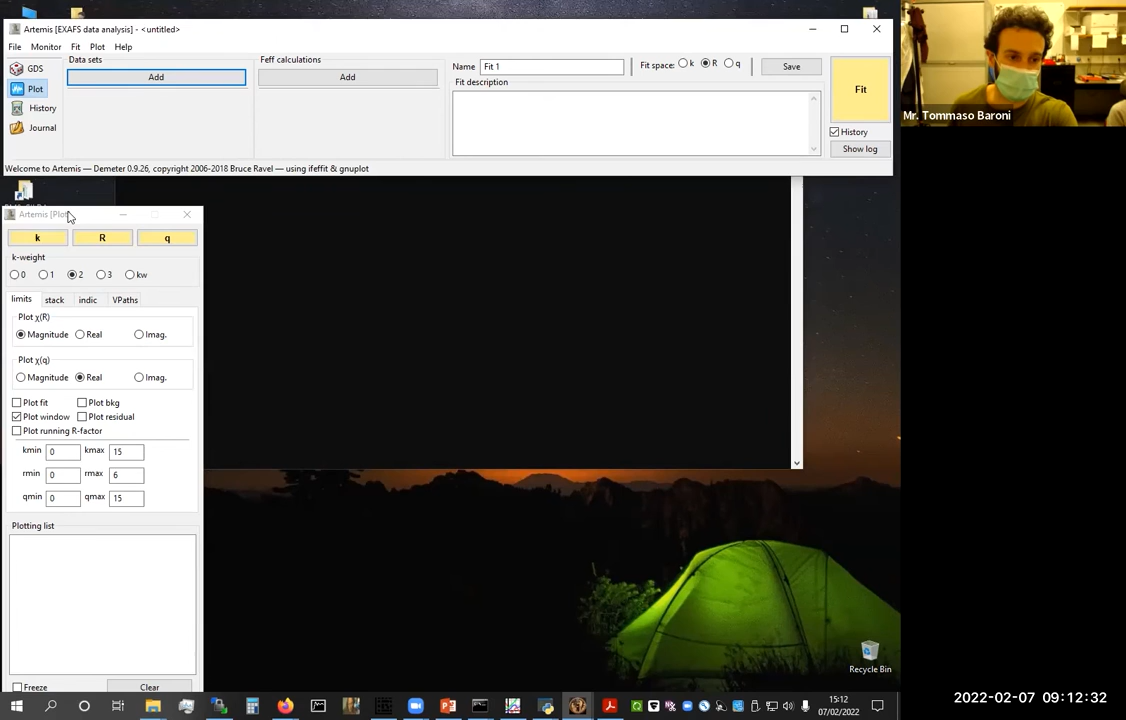 Artemis [EXAFS data analysis] - <untitled>
File Monitor Fit Plot Help
GDS
Plot
History
Journal
Data sets
Add
Feff calculations
Add
Name Fit 1
Fit space: k R q
Save
Fit description
Fit
History
Show log
Welcome to Artemis — Demeter 0.9.26, copyright 2006-2018 Bruce Ravel — using ifeffit & gnuplot
Mr. Tommaso Baroni
Artemis [Plot
k R q
k-weight
0 1 2 3 kw
limits stack indic VPaths
Plot χ(R)
Magnitude Real Imag.
Plot χ(q)
Magnitude Real Imag.
Plot fit Plot bkg
Plot window Plot residual
Plot running R-factor
kmin 0 kmax 15
rmin 0 rmax 6
qmin 0 qmax 15
Plotting list
Freeze Clear
Recycle Bin
15:12
07/02/2022
2022-02-07 09:12:32